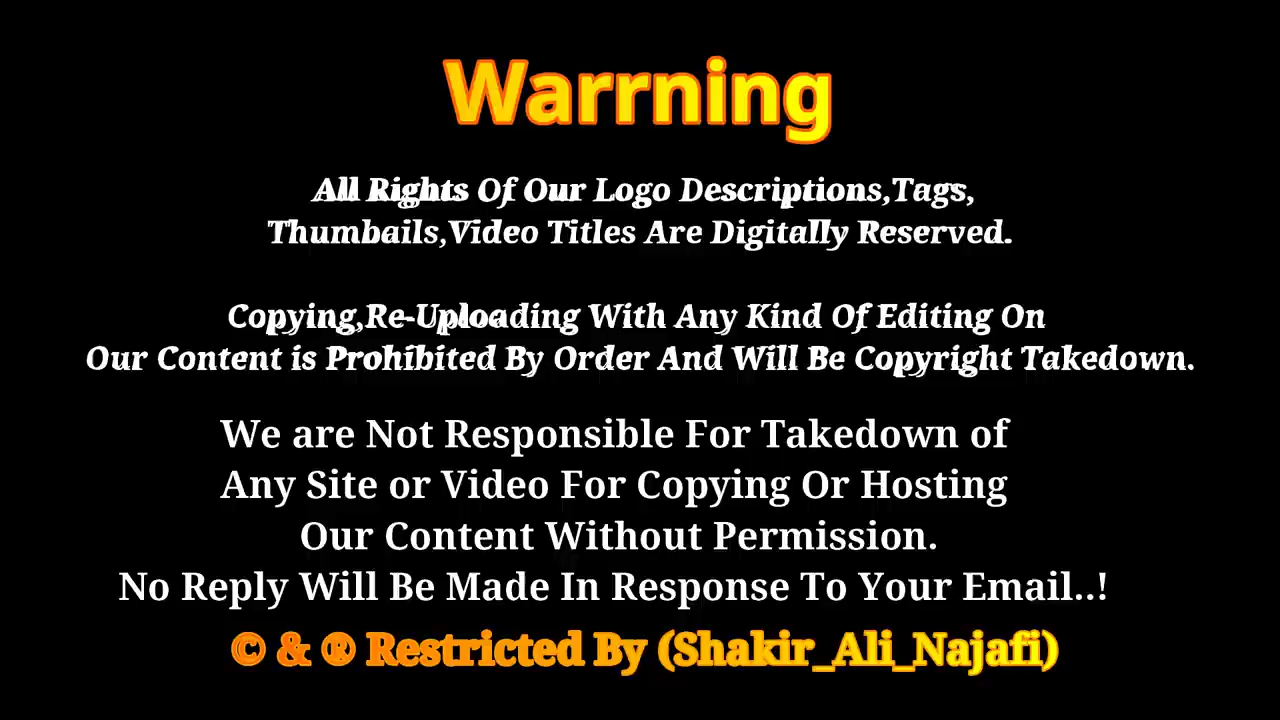 Warrning
All Rights Of Our Logo Descriptions,Tags,
Thumbails,Video Titles Are Digitally Reserved.
Copying,Re-Uploading With Any Kind Of Editing On
Our Content is Prohibited By Order And Will Be Copyright Takedown.
We are Not Responsible For Takedown of
Any Site or Video For Copying Or Hosting
Our Content Without Permission.
No Reply Will Be Made In Response To Your Email..!
© & ® Restricted By (Shakir_Ali_Najafi)